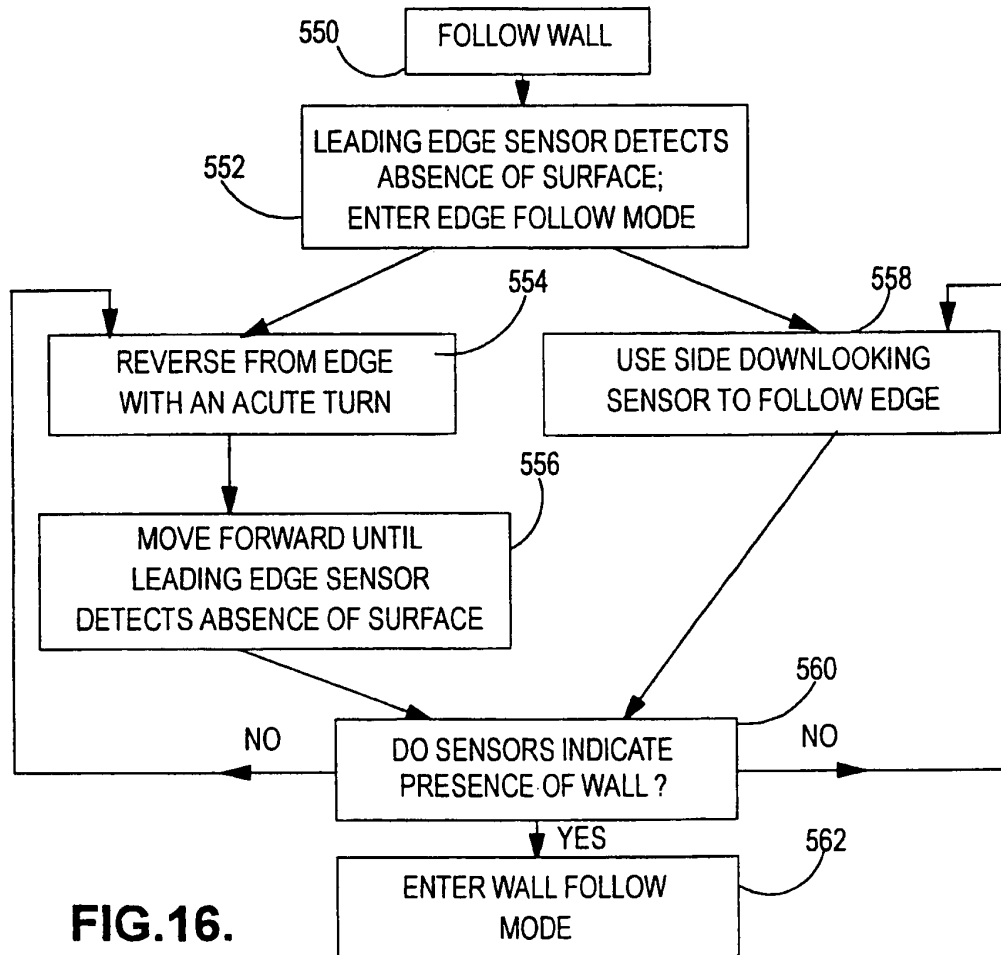 550
FOLLOW WALL
552
LEADING EDGE SENSOR DETECTS
ABSENCE OF SURFACE;
ENTER EDGE FOLLOW MODE
554
REVERSE FROM EDGE
WITH AN ACUTE TURN
558
USE SIDE DOWNLOOKING
SENSOR TO FOLLOW EDGE
556
MOVE FORWARD UNTIL
LEADING EDGE SENSOR
DETECTS ABSENCE OF SURFACE
560
NO
DO SENSORS INDICATE
PRESENCE OF WALL ?
NO
YES
562
ENTER WALL FOLLOW
MODE
FIG.16.